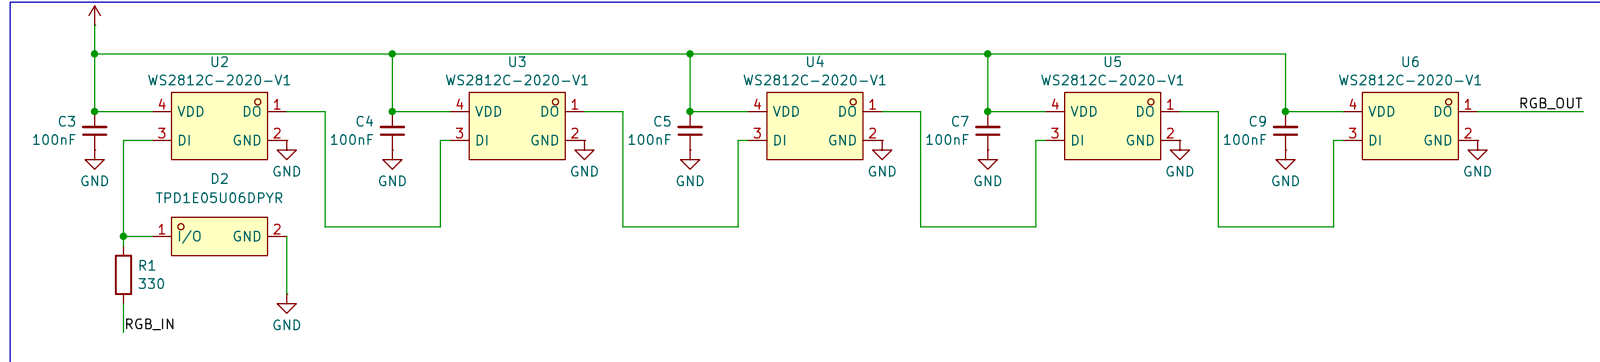 U2
WS2812C-2020-V1
4 VDD DO 1
3 DI GND 2
C3
100nF
GND
GND
U3
WS2812C-2020-V1
4 VDD DO 1
3 DI GND 2
C4
100nF
GND
GND
U4
WS2812C-2020-V1
4 VDD DO 1
3 DI GND 2
C5
100nF
GND
GND
U5
WS2812C-2020-V1
4 VDD DO 1
3 DI GND 2
C7
100nF
GND
GND
U6
WS2812C-2020-V1
4 VDD DO 1
3 DI GND 2
C9
100nF
GND
GND
RGB_OUT
D2
TPD1E05U06DPYR
1 I/O GND 2
R1
330
GND
RGB_IN